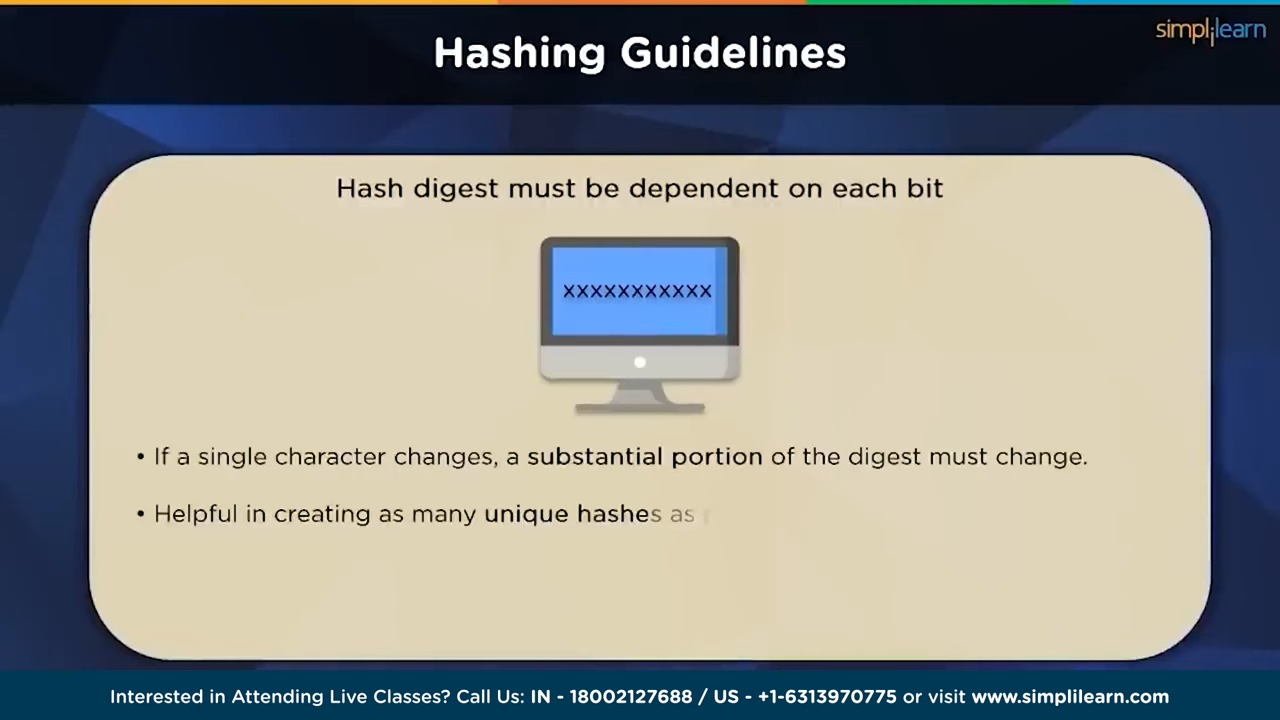 Hashing Guidelines
simplilearn
Hash digest must be dependent on each bit
XXXXXXXXXXX
• If a single character changes, a substantial portion of the digest must change.
• Helpful in creating as many unique hashes as
Interested in Attending Live Classes? Call Us: IN - 18002127688 / US - +1-6313970775 or visit www.simplilearn.com